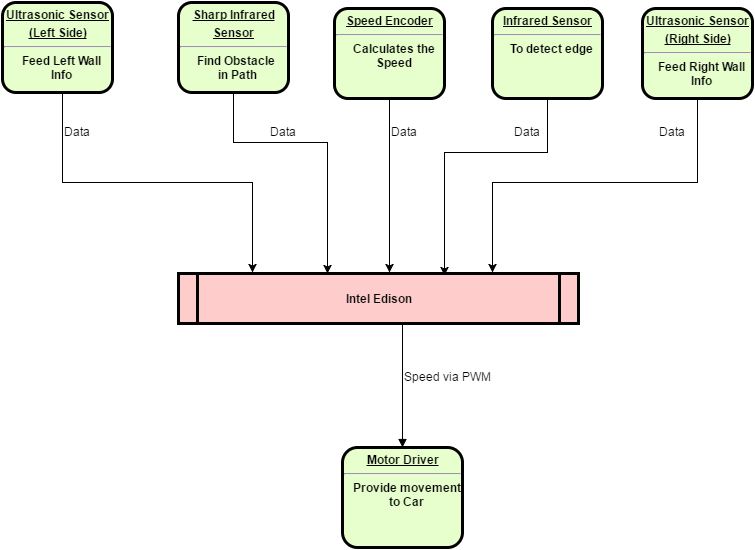 Ultrasonic Sensor
(Left Side)
Feed Left Wall
Info
Sharp Infrared
Sensor
Find Obstacle
in Path
Speed Encoder
Calculates the
Speed
Infrared Sensor
To detect edge
Ultrasonic Sensor
(Right Side)
Feed Right Wall
Info
Data
Data
Data
Data
Data
Intel Edison
Speed via PWM
Motor Driver
Provide movement
to Car